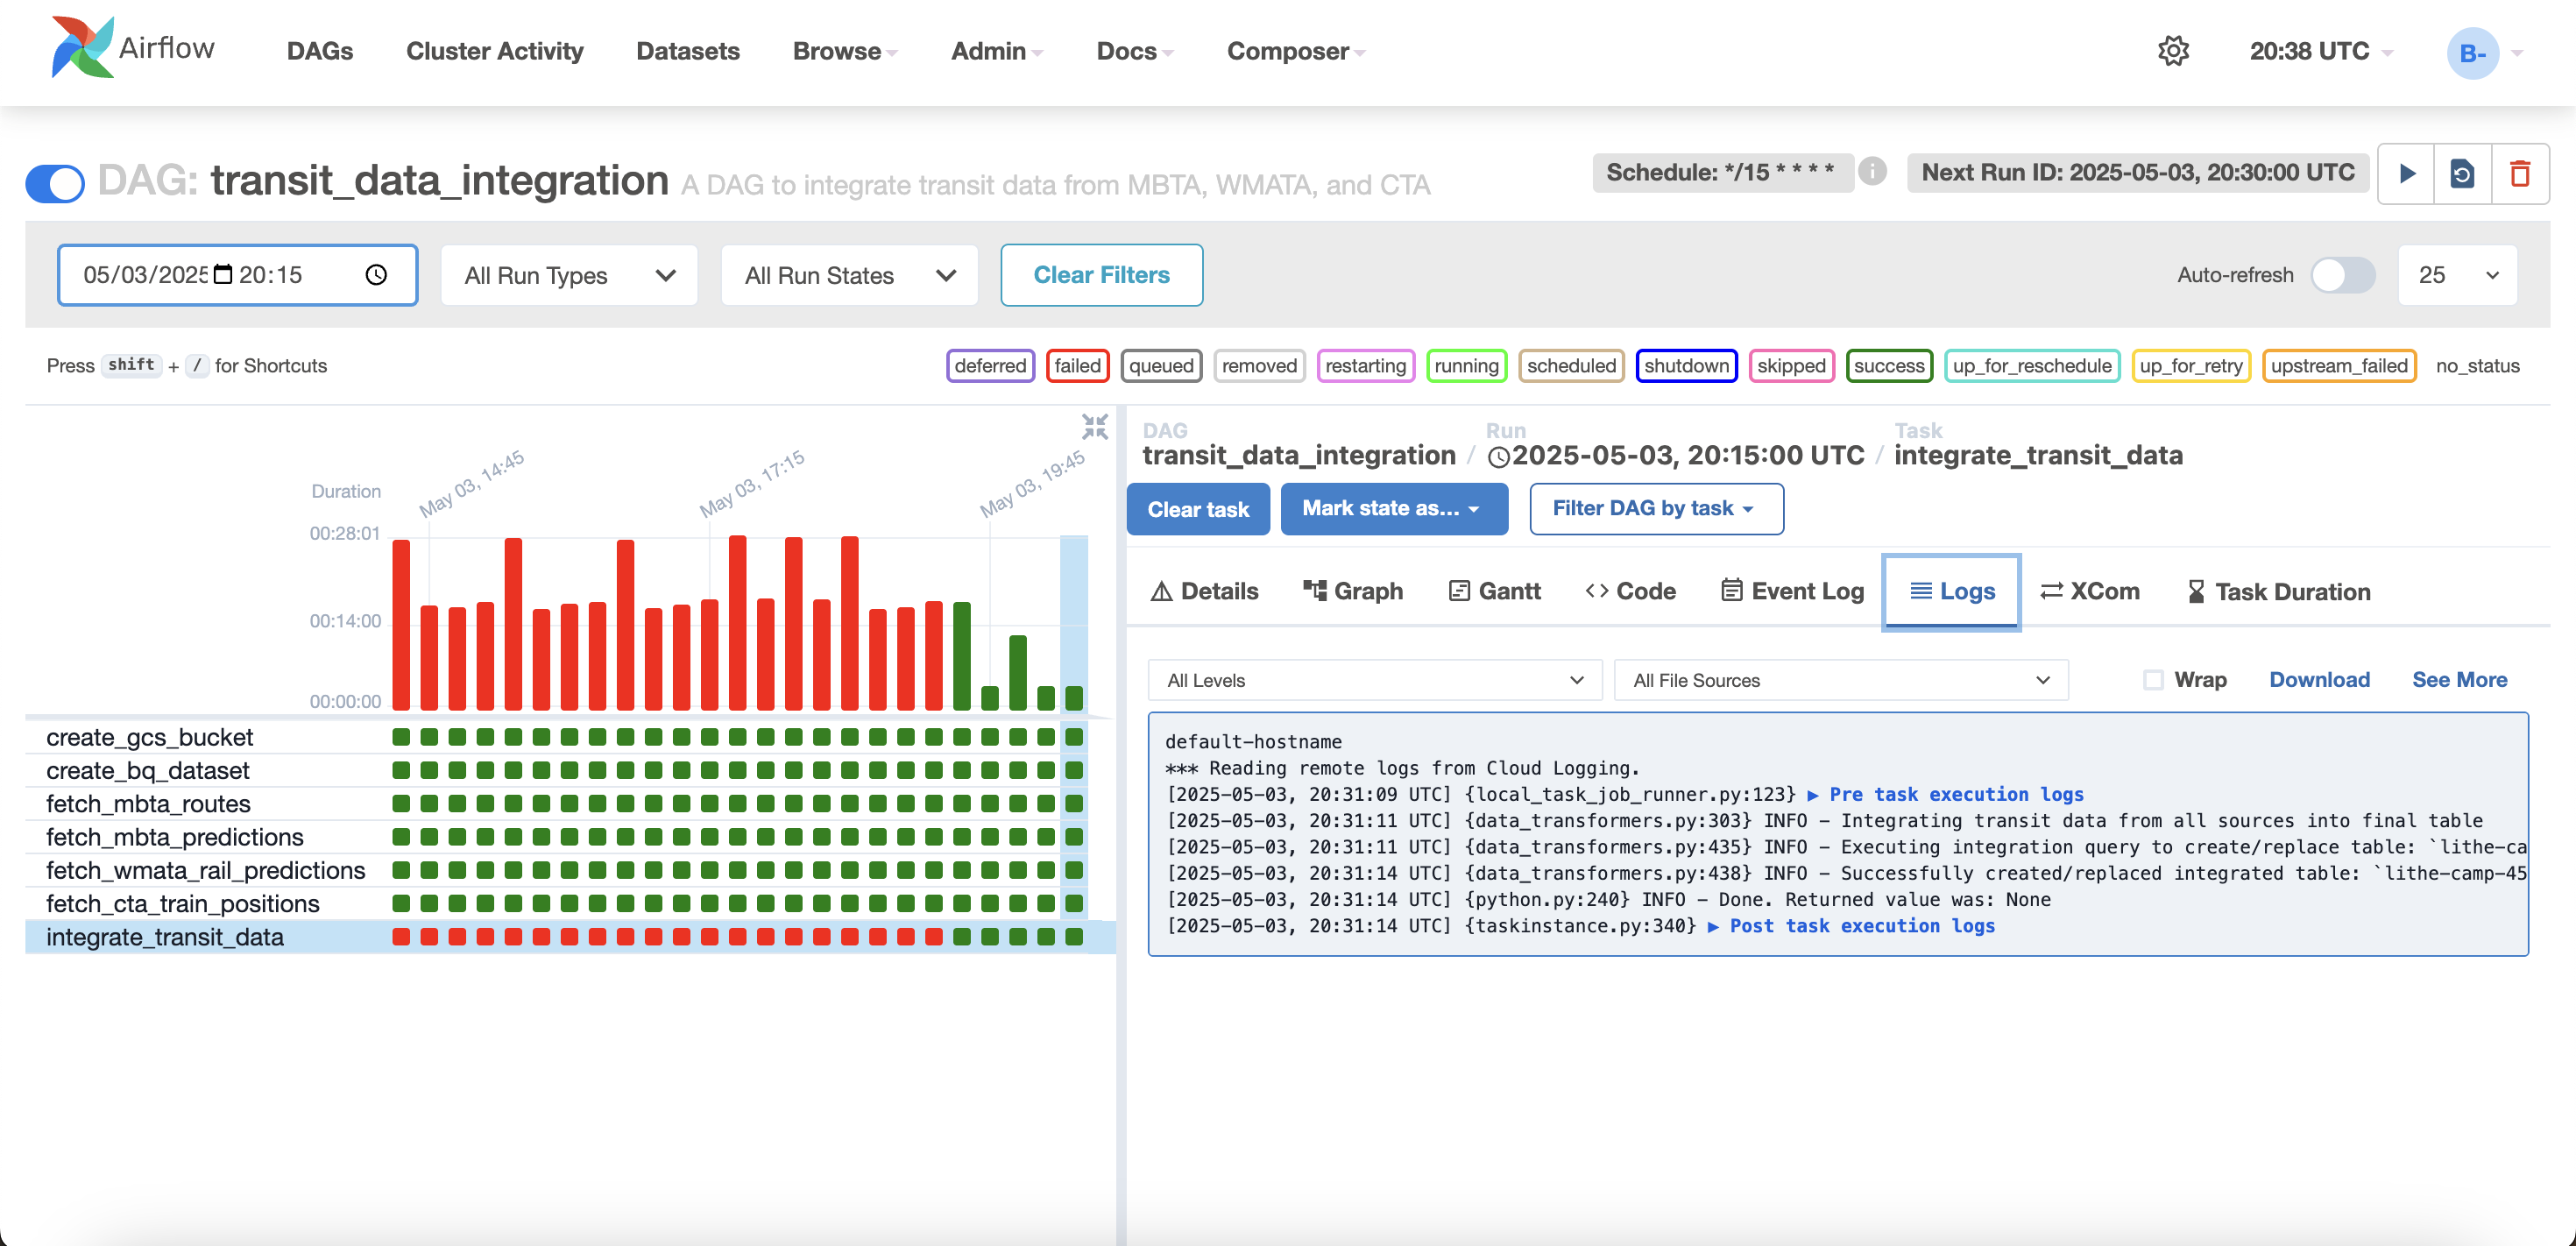 Airflow DAGs Cluster Activity Datasets Browse Admin Docs Composer 20:38 UTC B-
DAG: transit_data_integration A DAG to integrate transit data from MBTA, WMATA, and CTA Schedule: */15 * * * * i Next Run ID: 2025-05-03, 20:30:00 UTC
05/03/2025 20:15 All Run Types All Run States Clear Filters Auto-refresh 25
Press shift + / for Shortcuts deferred failed queued removed restarting running scheduled shutdown skipped success up_for_reschedule up_for_retry upstream_failed no_status
May 03, 14:45 May 03, 17:15 May 03, 19:45
Duration
00:28:01
00:14:00
00:00:00
create_gcs_bucket
create_bq_dataset
fetch_mbta_routes
fetch_mbta_predictions
fetch_wmata_rail_predictions
fetch_cta_train_positions
integrate_transit_data
DAG Run Task
transit_data_integration / 2025-05-03, 20:15:00 UTC / integrate_transit_data
Clear task Mark state as... Filter DAG by task
Details Graph Gantt <> Code Event Log Logs XCom Task Duration
All Levels All File Sources Wrap Download See More
default-hostname
*** Reading remote logs from Cloud Logging.
[2025-05-03, 20:31:09 UTC] {local_task_job_runner.py:123} ▶ Pre task execution logs
[2025-05-03, 20:31:11 UTC] {data_transformers.py:303} INFO - Integrating transit data from all sources into final table
[2025-05-03, 20:31:11 UTC] {data_transformers.py:435} INFO - Executing integration query to create/replace table: `lithe-ca
[2025-05-03, 20:31:14 UTC] {data_transformers.py:438} INFO - Successfully created/replaced integrated table: `lithe-camp-45
[2025-05-03, 20:31:14 UTC] {python.py:240} INFO - Done. Returned value was: None
[2025-05-03, 20:31:14 UTC] {taskinstance.py:340} ▶ Post task execution logs